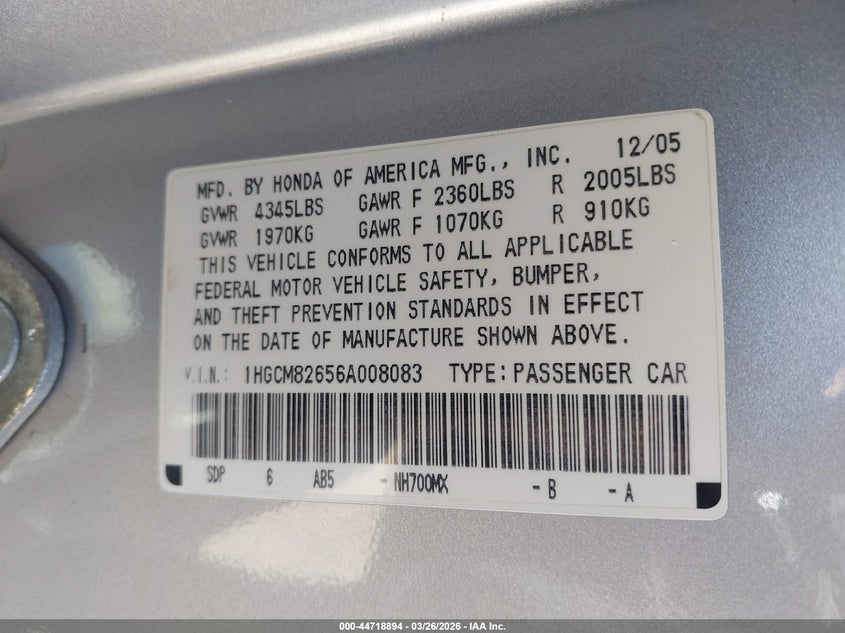 MFD. BY HONDA OF AMERICA MFG., INC. 12/05
GVWR 4345LBS GAWR F 2360LBS R 2005LBS
GVWR 1970KG GAWR F 1070KG R 910KG
THIS VEHICLE CONFORMS TO ALL APPLICABLE
FEDERAL MOTOR VEHICLE SAFETY, BUMPER,
AND THEFT PREVENTION STANDARDS IN EFFECT
ON THE DATE OF MANUFACTURE SHOWN ABOVE.
V.I.N.: 1HGCM82656A008083 TYPE:PASSENGER CAR
SDP 6 AB5 -NH700MX -B -A
000-44718894 | 03/26/2026 - IAA Inc.